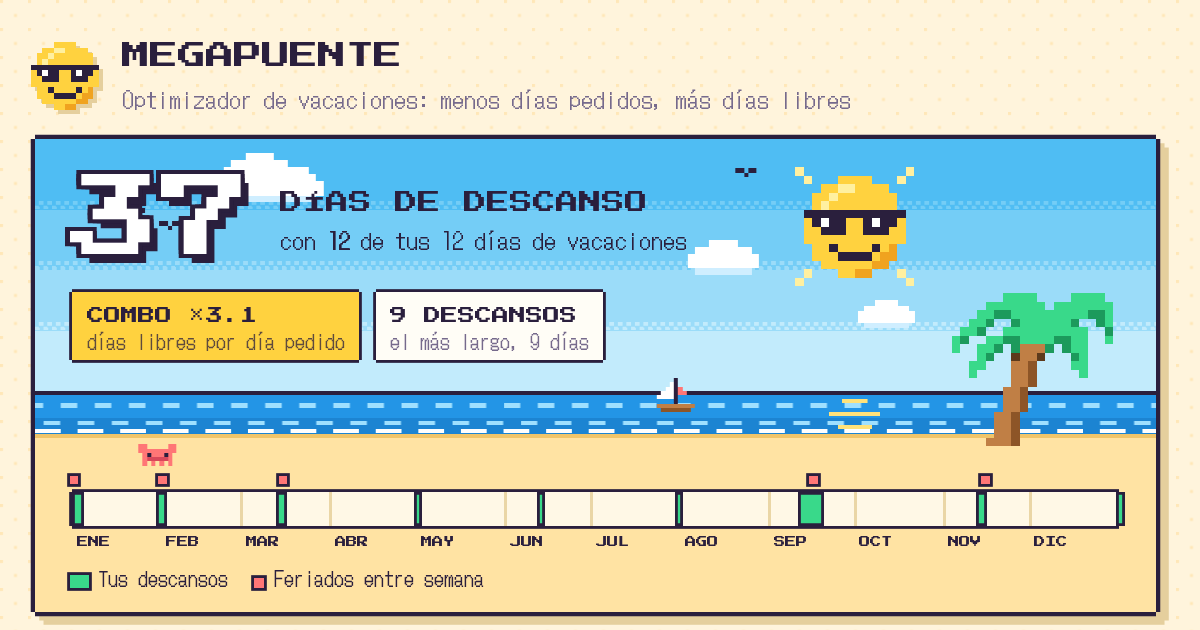 MEGAPUENTE
Optimizador de vacaciones: menos días pedidos, más días libres
37
DíAS DE DESCANSO
con 12 de tus 12 días de vacaciones
COMBO ×3.1
días libres por día pedido
9 DESCANSOS
el más largo, 9 días
ENE FEB MAR ABR MAY JUN JUL AGO SEP OCT NOV DIC
Tus descansos Feriados entre semana